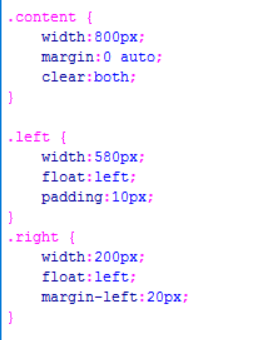 .content {
    width:800px;
    margin:0 auto;
    clear:both;
}

.left {
    width:580px;
    float:left;
    padding:10px;
}
.right {
    width:200px;
    float:left;
    margin-left:20px;
}